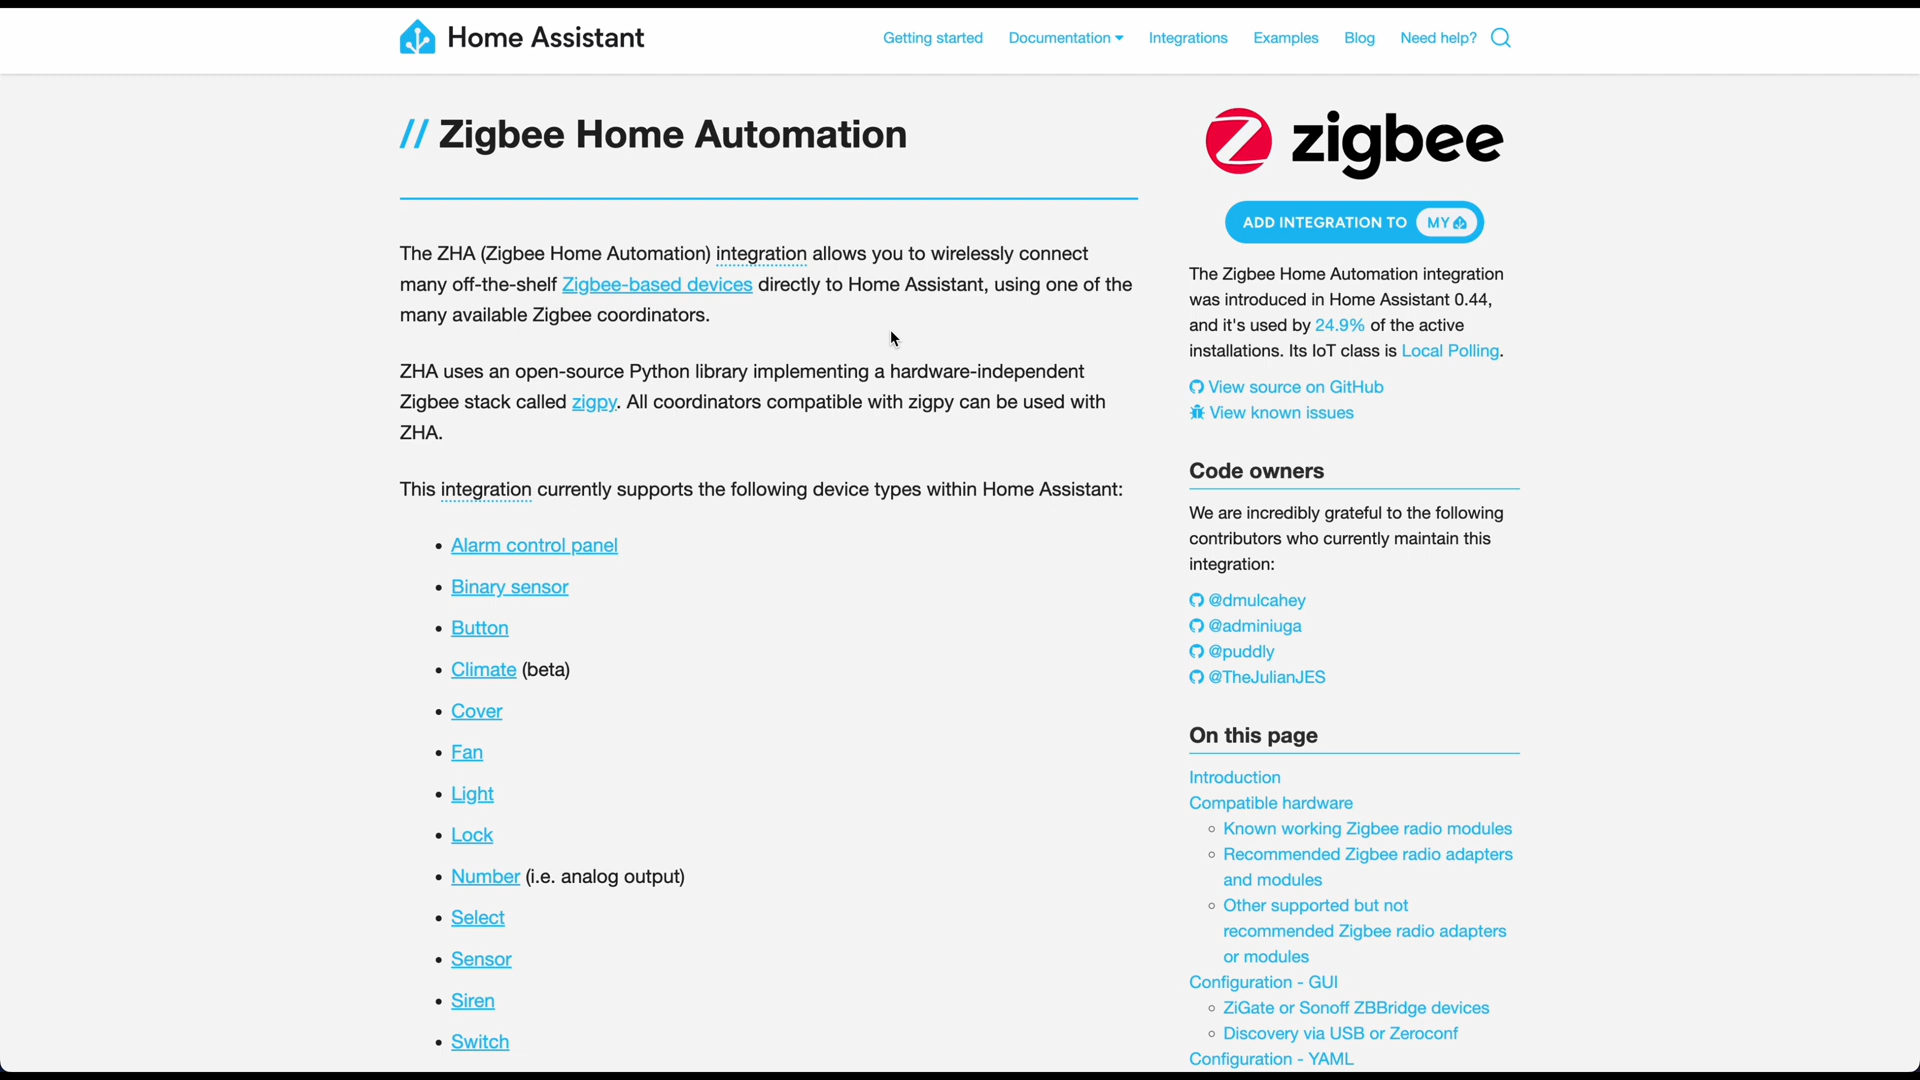 Home Assistant
Getting started
Documentation
Integrations
Examples
Blog
Need help?
// Zigbee Home Automation
The ZHA (Zigbee Home Automation) integration allows you to wirelessly connect
many off-the-shelf Zigbee-based devices directly to Home Assistant, using one of the
many available Zigbee coordinators.
ZHA uses an open-source Python library implementing a hardware-independent
Zigbee stack called zigpy. All coordinators compatible with zigpy can be used with
ZHA.
This integration currently supports the following device types within Home Assistant:
• Alarm control panel
• Binary sensor
• Button
• Climate (beta)
• Cover
• Fan
• Light
• Lock
• Number (i.e. analog output)
• Select
• Sensor
• Siren
• Switch
zigbee
ADD INTEGRATION TO MY
The Zigbee Home Automation integration
was introduced in Home Assistant 0.44,
and it's used by 24.9% of the active
installations. Its IoT class is Local Polling.
View source on GitHub
View known issues
Code owners
We are incredibly grateful to the following
contributors who currently maintain this
integration:
@dmulcahey
@adminiuga
@puddly
@TheJulianJES
On this page
Introduction
Compatible hardware
Known working Zigbee radio modules
Recommended Zigbee radio adapters
and modules
Other supported but not
recommended Zigbee radio adapters
or modules
Configuration - GUI
ZiGate or Sonoff ZBBridge devices
Discovery via USB or Zeroconf
Configuration - YAML